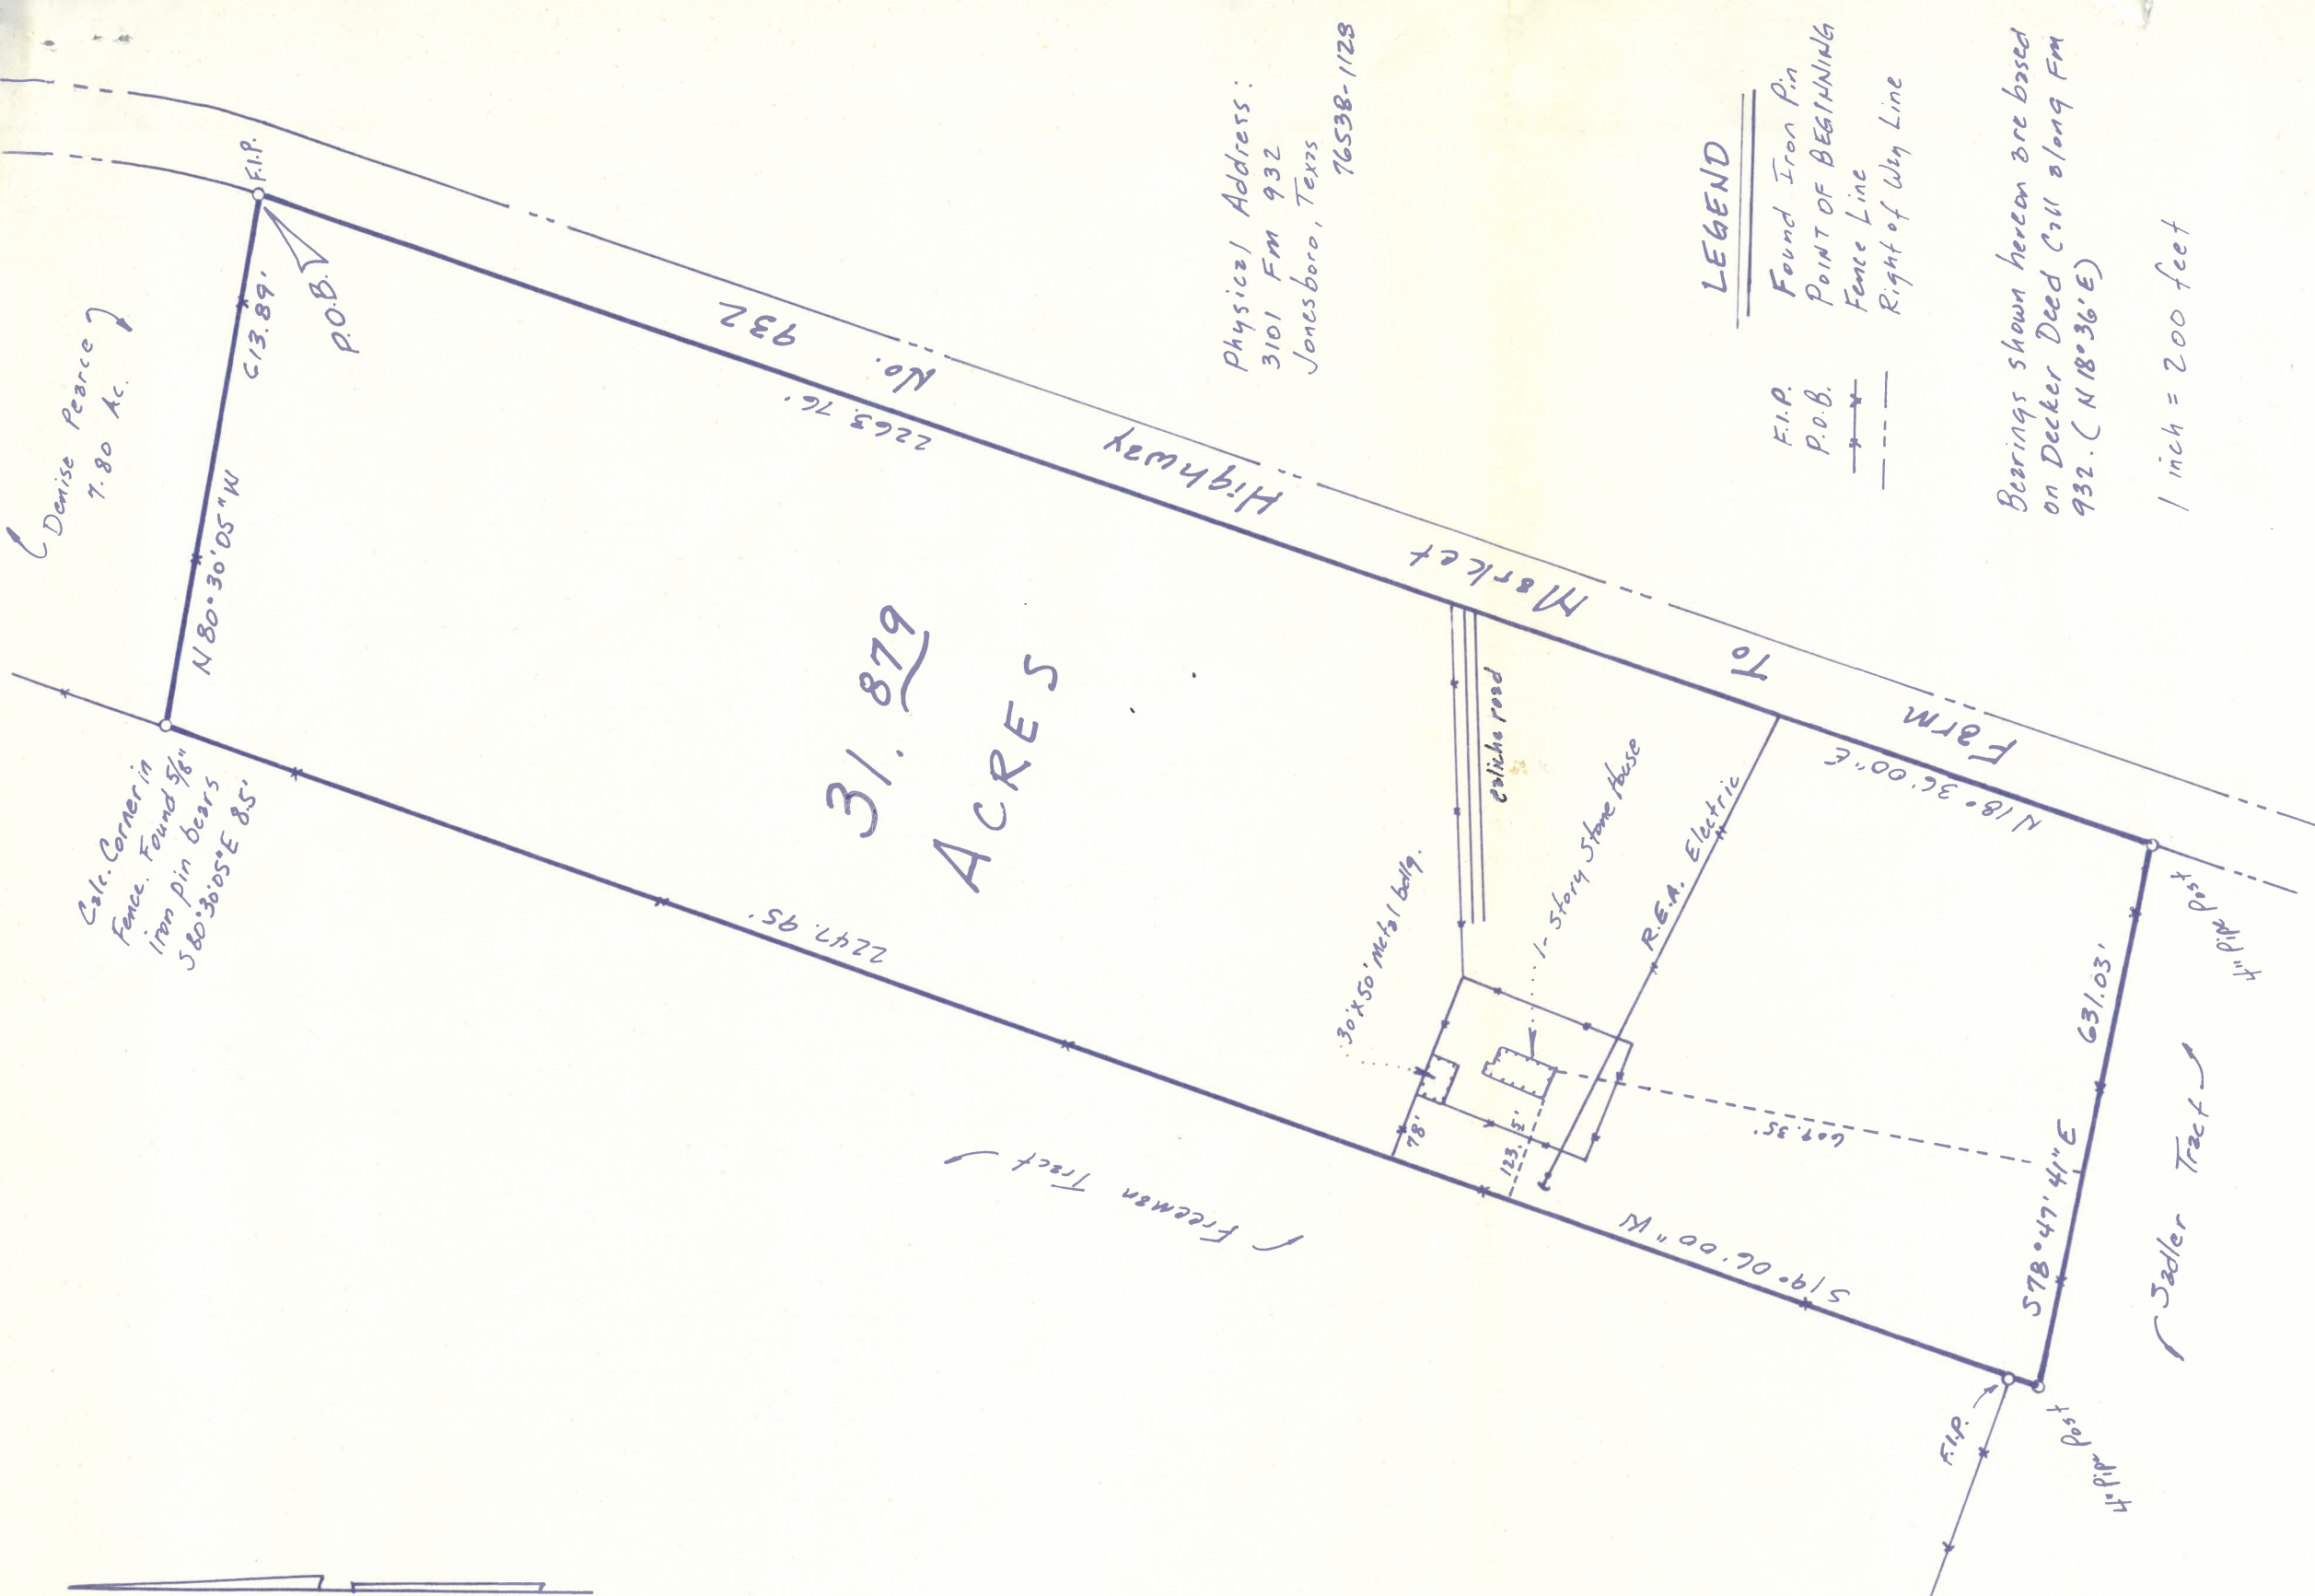 ( Denise Pearce )
7.80 Ac.
F.I.P.
613.89'
P.O.B.
N 80° 30' 05" W
Calc. Corner in
Fence. Found 5/8"
iron pin bears
S 80° 30' 05" E 8.5'
2247.95'
S 19° 06' 00" W
( Freeman Tract )
31.879
ACRES
2263.76'
N 18° 36' 00" E
Farm To Market Highway No. 932
caliche road
30' x 50' Metal bldg.
1-Story Stone House
R.E.A. Electric
78'
123.5'
609.35'
S 78° 47' 41" E
631.03'
4" pipe post
( Sadler Tract )
F.I.P.
4" pipe post
Physical Address:
3101 FM 932
Jonesboro, Texas
76538-1128
LEGEND
F.I.P. Found Iron Pin
P.O.B. POINT OF BEGINNING
Fence Line
Right of Way Line
Bearings shown hereon are based
on Decker Deed Call along FM
932. ( N 18° 36' E )
1 inch = 200 feet